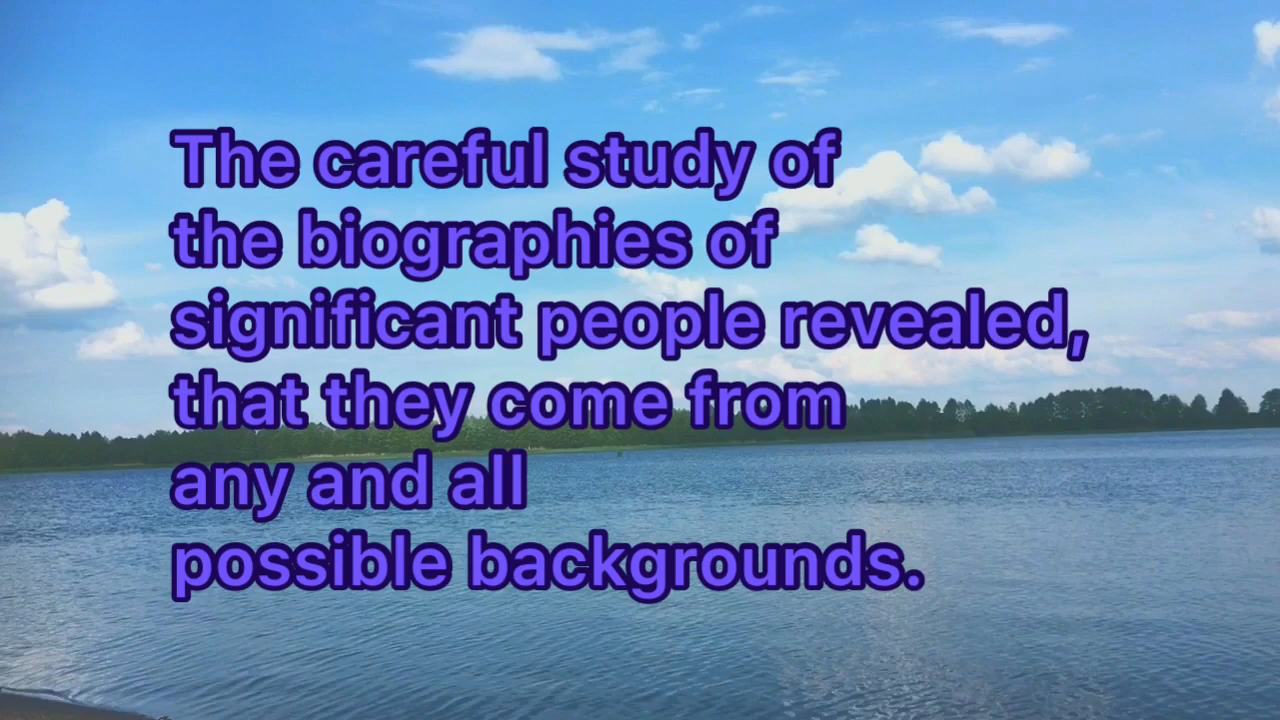 The careful study of
the biographies of
significant people revealed,
that they come from
any and all
possible backgrounds.